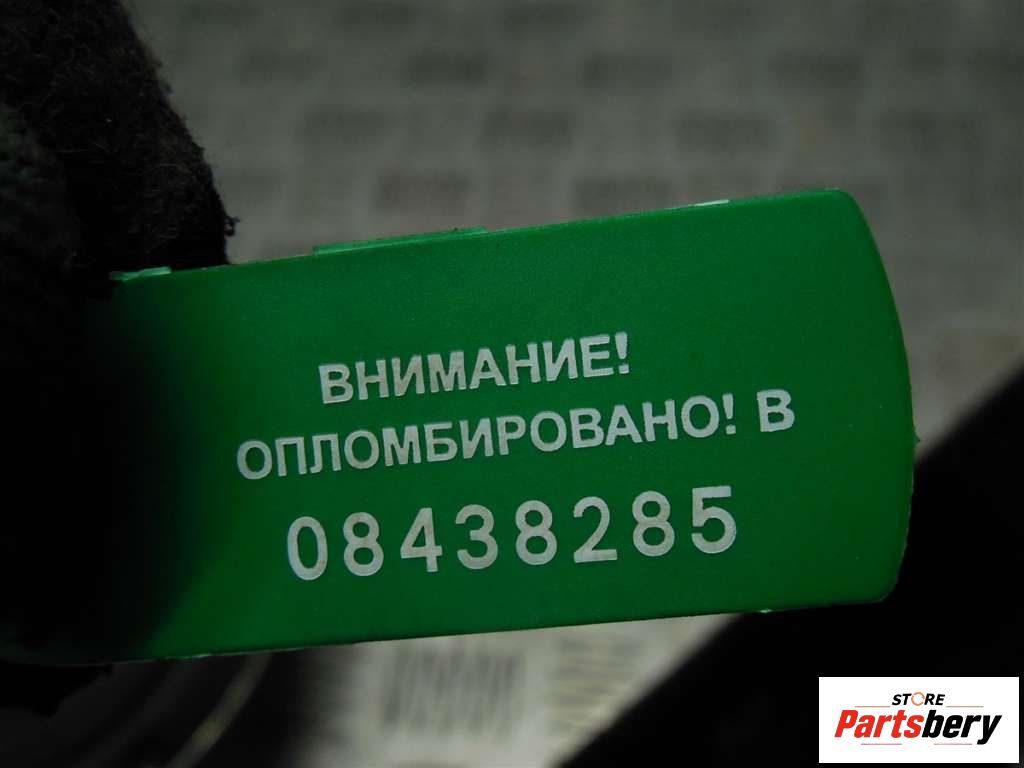 ВНИМАНИЕ!
ОПЛОМБИРОВАНО! В
08438285
STORE
Partsbery